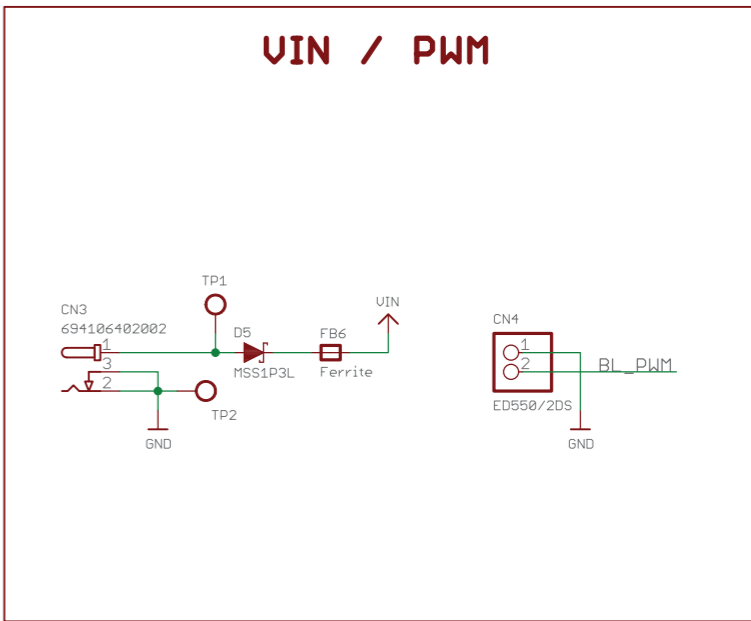 VIN / PWM
TP1
CN3
694106402002
1
3
2
D5
MSS1P3L
FB6
Ferrite
VIN
TP2
GND
CN4
1
2
BL_PWM
ED550/2DS
GND